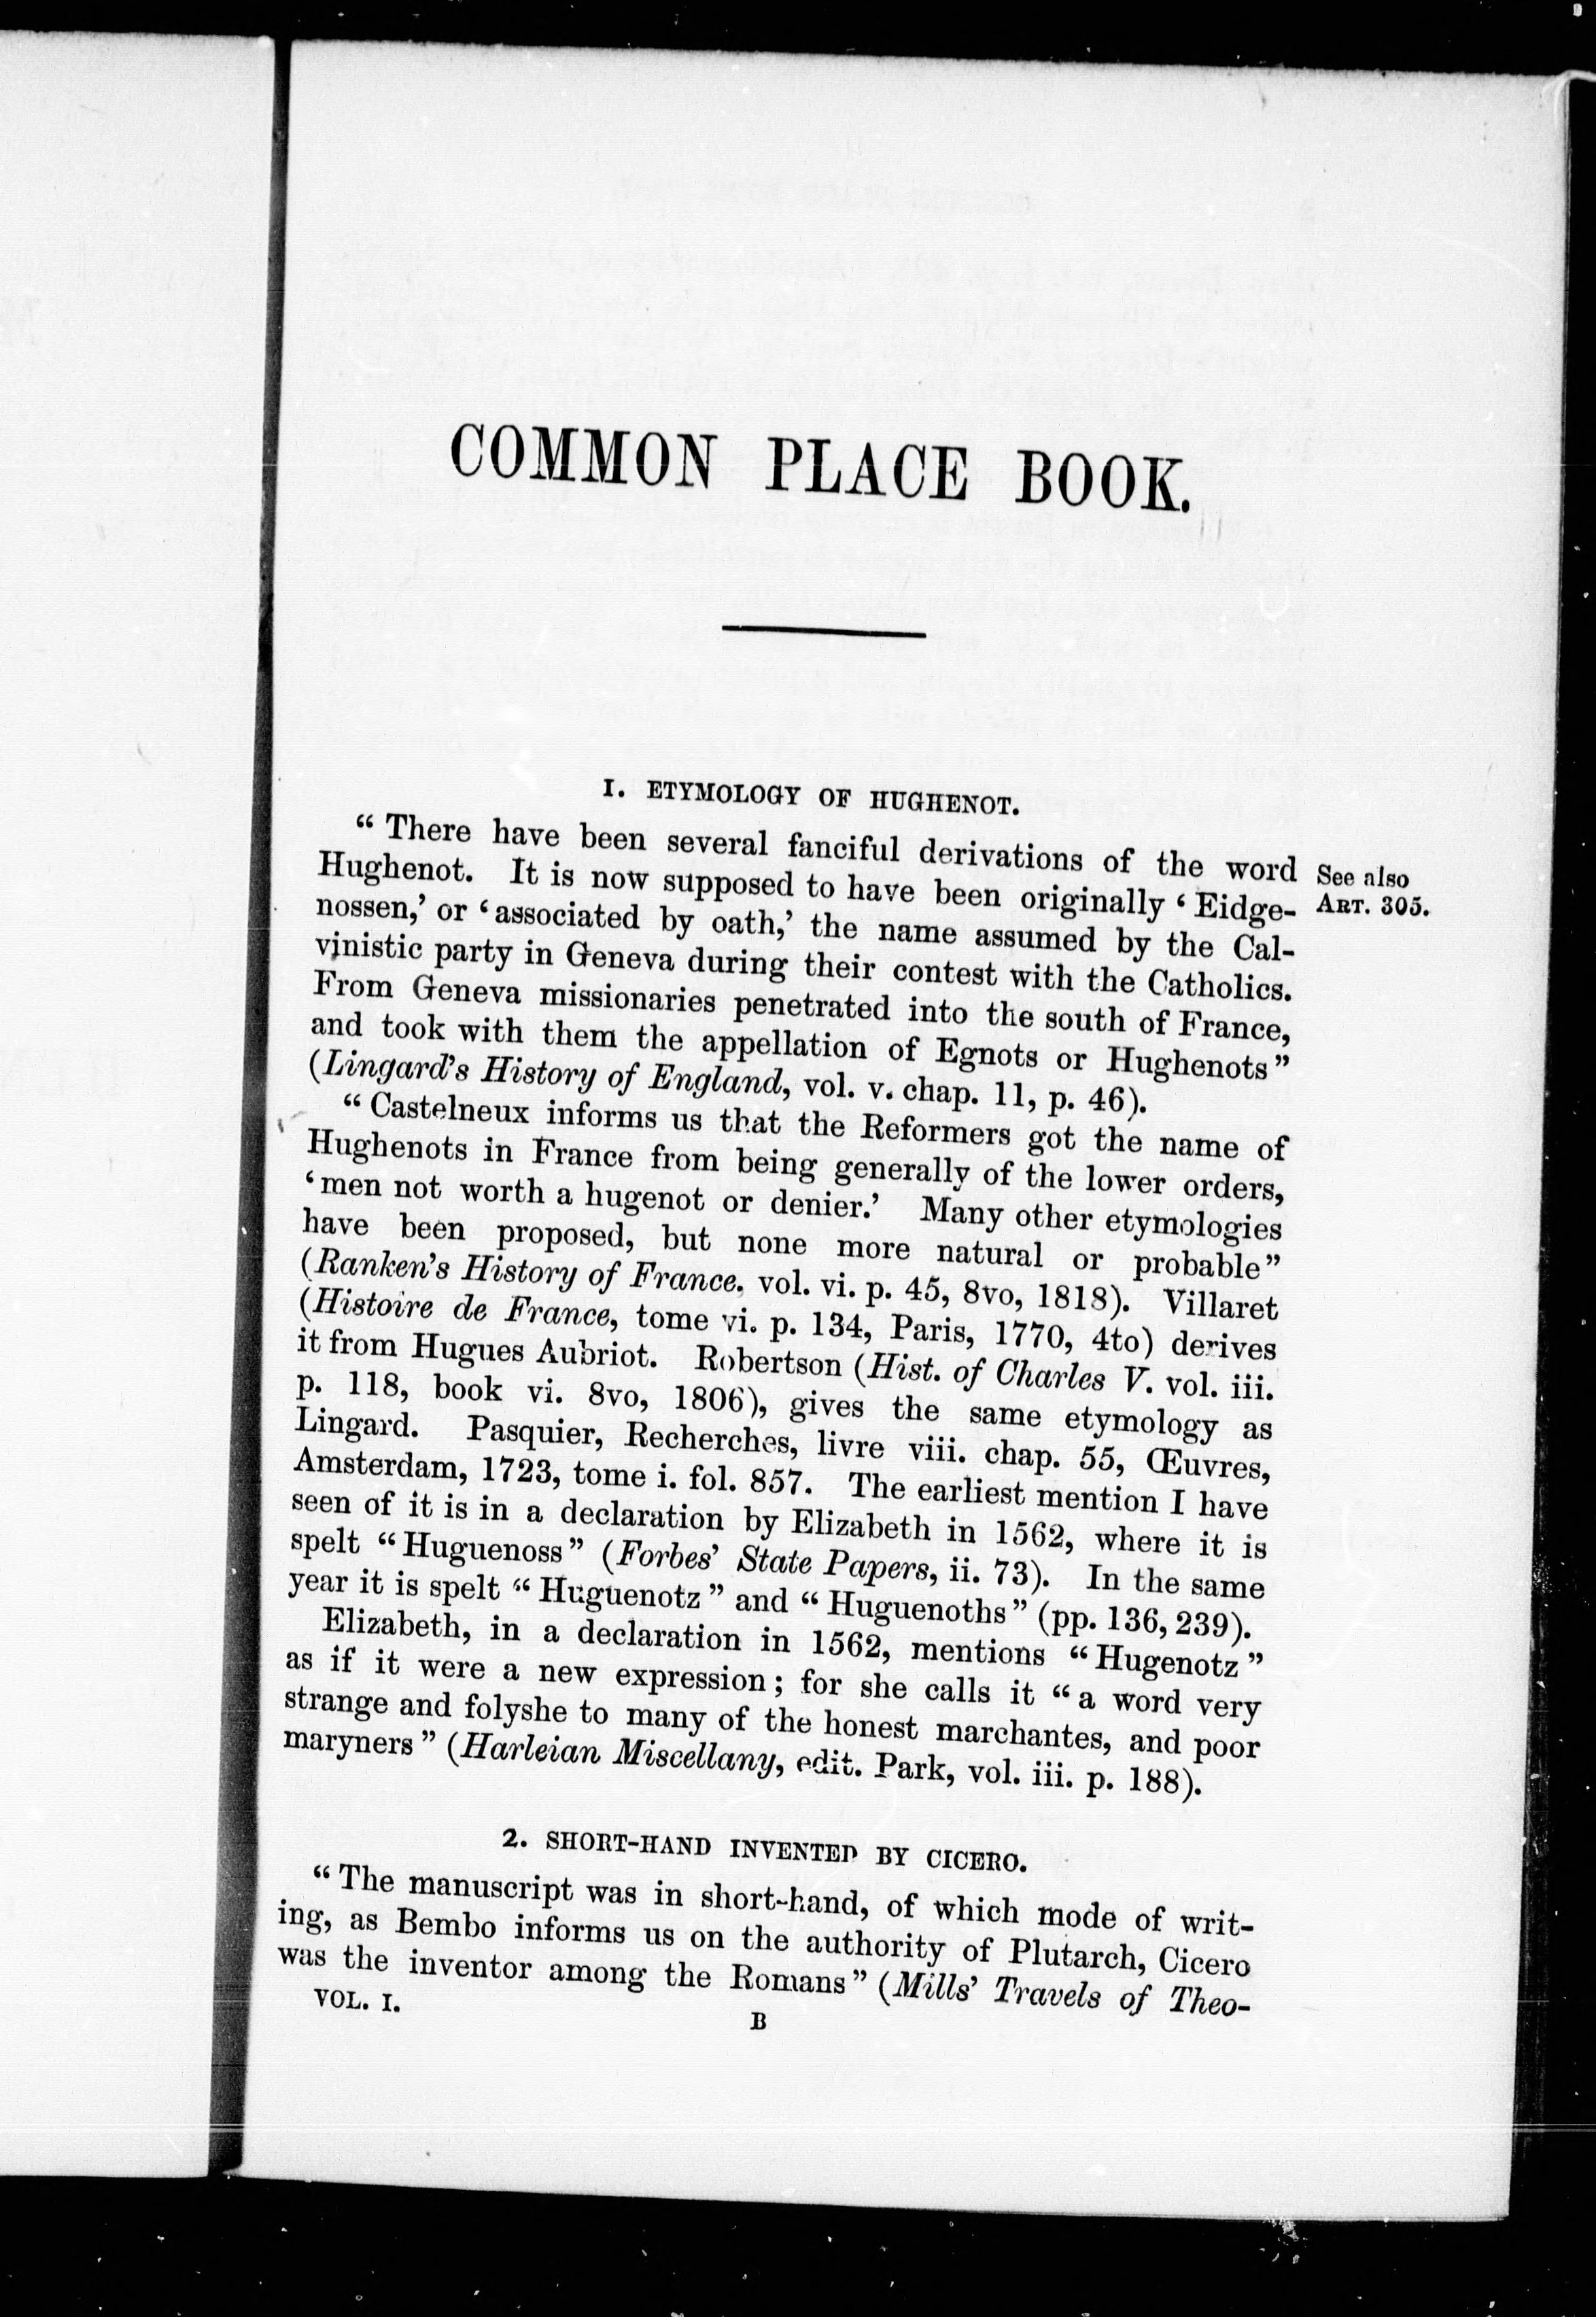 COMMON PLACE BOOK.
1. ETYMOLOGY OF HUGHENOT.
“There have been several fanciful derivations of the word
Hughenot. It is now supposed to have been originally ‘Eidge-
nossen,’ or ‘associated by oath,’ the name assumed by the Cal-
vinistic party in Geneva during their contest with the Catholics.
From Geneva missionaries penetrated into the south of France,
and took with them the appellation of Egnots or Hughenots”
(Lingard’s History of England, vol. v. chap. 11, p. 46).
See also
ART. 305.
“Castelneux informs us that the Reformers got the name of
Hughenots in France from being generally of the lower orders,
‘men not worth a hugenot or denier.’ Many other etymologies
have been proposed, but none more natural or probable”
(Ranken’s History of France. vol. vi. p. 45, 8vo, 1818). Villaret
(Histoire de France, tome vi. p. 134, Paris, 1770, 4to) derives
it from Hugues Aubriot. Robertson (Hist. of Charles V. vol. iii.
p. 118, book vi. 8vo, 1806), gives the same etymology as
Lingard. Pasquier, Recherches, livre viii. chap. 55, Œuvres,
Amsterdam, 1723, tome i. fol. 857. The earliest mention I have
seen of it is in a declaration by Elizabeth in 1562, where it is
spelt “Huguenoss” (Forbes’ State Papers, ii. 73). In the same
year it is spelt “Huguenotz” and “Huguenoths” (pp. 136, 239).
Elizabeth, in a declaration in 1562, mentions “Hugenotz”
as if it were a new expression; for she calls it “a word very
strange and folyshe to many of the honest marchantes, and poor
maryners” (Harleian Miscellany, edit. Park, vol. iii. p. 188).
2. SHORT-HAND INVENTED BY CICERO.
“The manuscript was in short-hand, of which mode of writ-
ing, as Bembo informs us on the authority of Plutarch, Cicero
was the inventor among the Romans” (Mills’ Travels of Theo-
VOL. I.
B